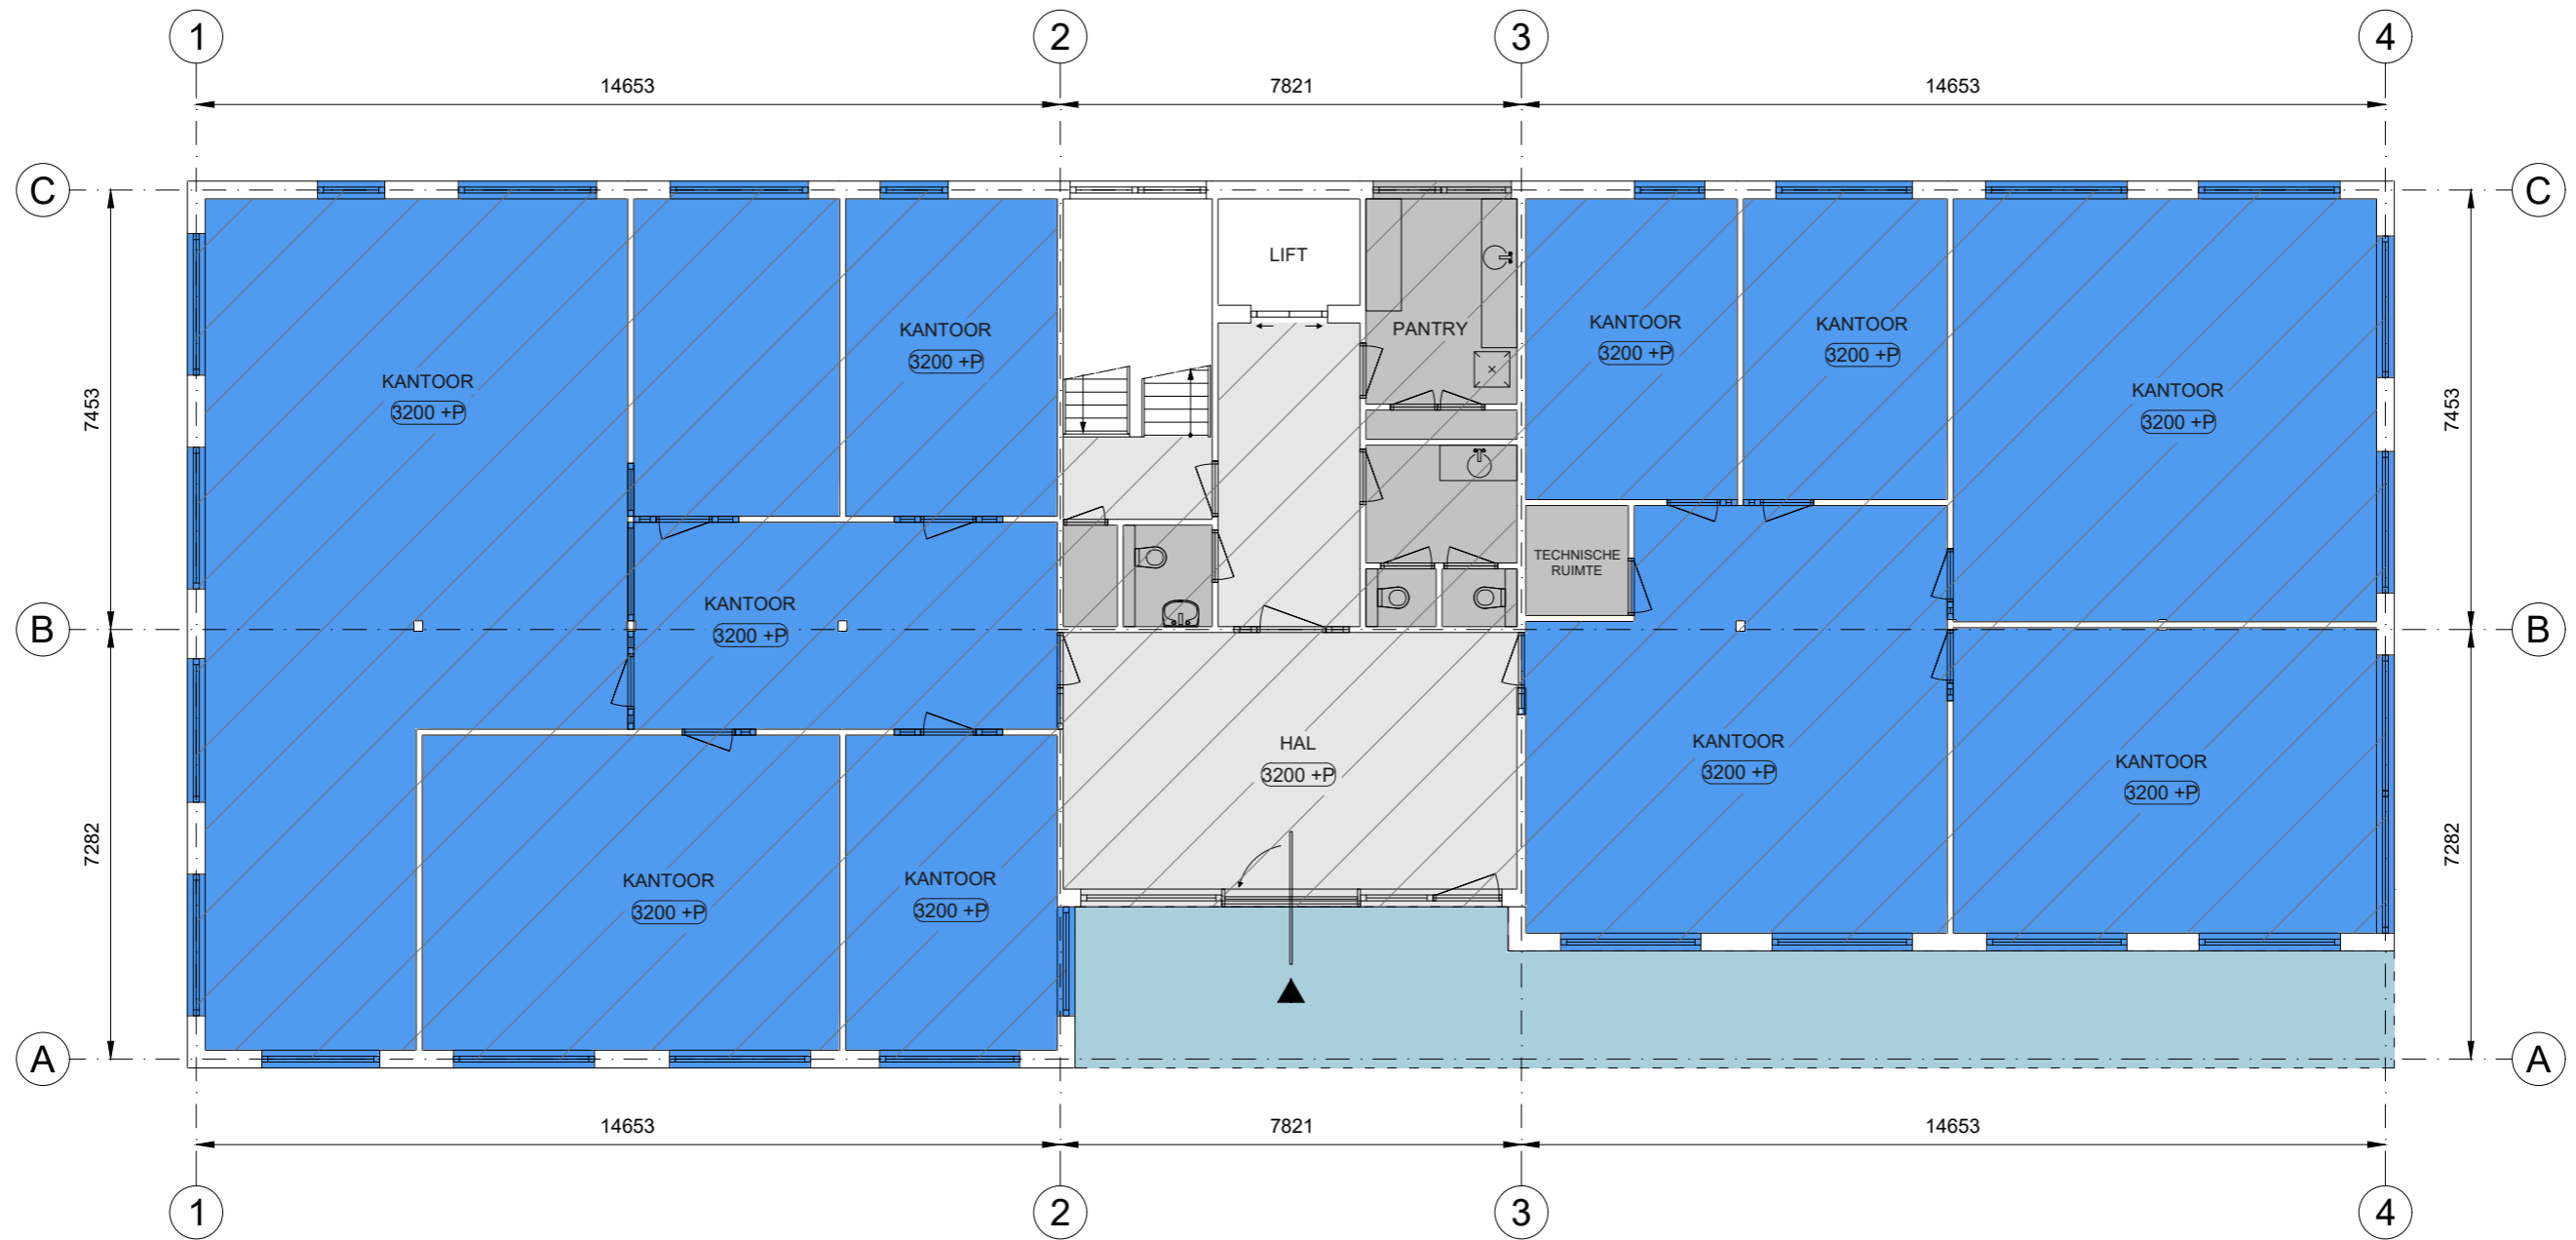 1 2 3 4
14653 7821 14653
C C
LIFT
KANTOOR
3200 +P
PANTRY
KANTOOR
3200 +P
KANTOOR
3200 +P
KANTOOR
3200 +P
KANTOOR
3200 +P
7453 7453
TECHNISCHE
RUIMTE
KANTOOR
3200 +P
B B
HAL
3200 +P
KANTOOR
3200 +P
KANTOOR
3200 +P
7282 7282
KANTOOR
3200 +P
KANTOOR
3200 +P
A A
14653 7821 14653
1 2 3 4